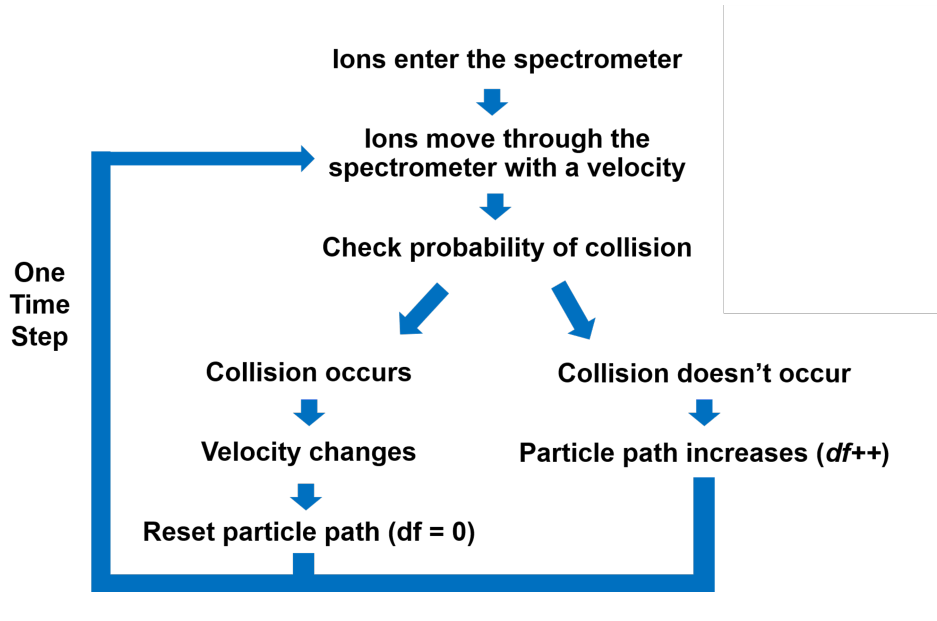 Ions enter the spectrometer
Ions move through the
spectrometer with a velocity
Check probability of collision
One
Time
Step
Collision occurs
Collision doesn’t occur
Velocity changes
Particle path increases (df++)
Reset particle path (df = 0)